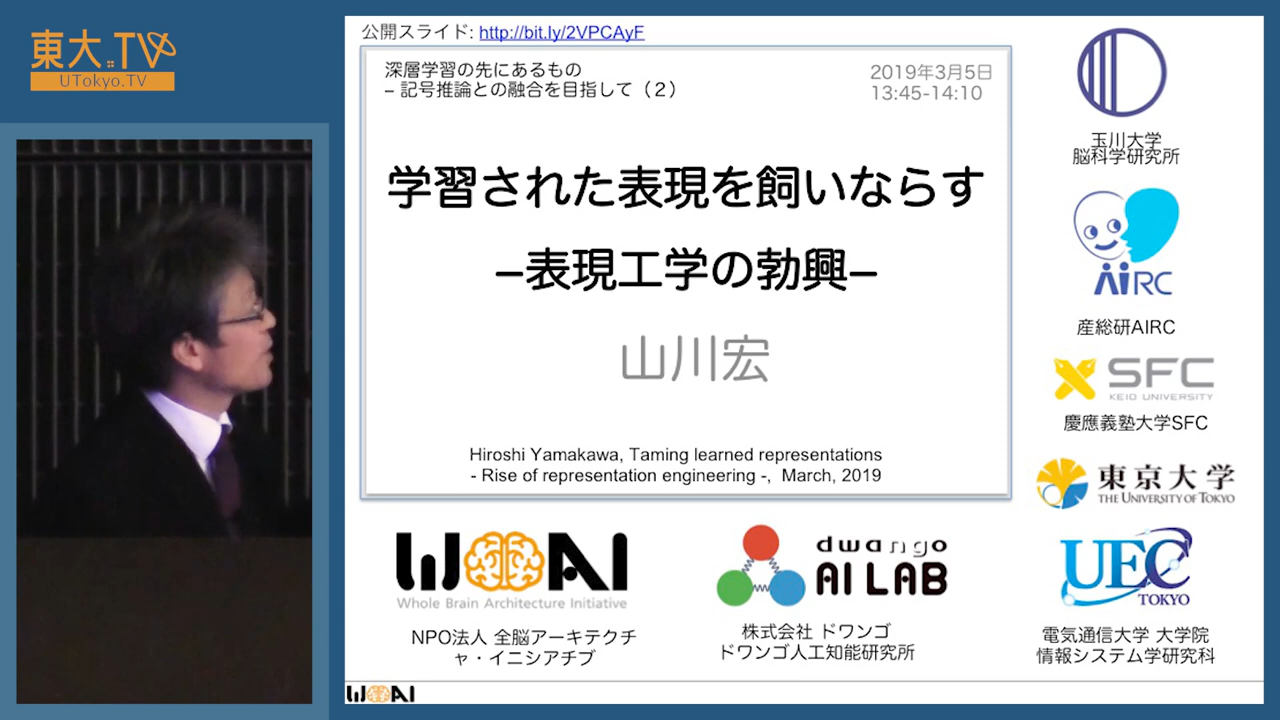 東大.TV
UTokyo.TV
公開スライド: http://bit.ly/2VPCAyF
深層学習の先にあるもの
– 記号推論との融合を目指して（２）
2019年3月5日
13:45-14:10
学習された表現を飼いならす
–表現工学の勃興–
山川宏
Hiroshi Yamakawa, Taming learned representations
- Rise of representation engineering -, March, 2019
玉川大学
脳科学研究所
AIRC
産総研AIRC
SFC
KEIO UNIVERSITY
慶應義塾大学SFC
東京大学
THE UNIVERSITY OF TOKYO
UEC
TOKYO
電気通信大学 大学院
情報システム学研究科
WBAI
Whole Brain Architecture Initiative
NPO法人 全脳アーキテクチ
ャ・イニシアチブ
dwango
AI LAB
株式会社 ドワンゴ
ドワンゴ人工知能研究所
WBAI